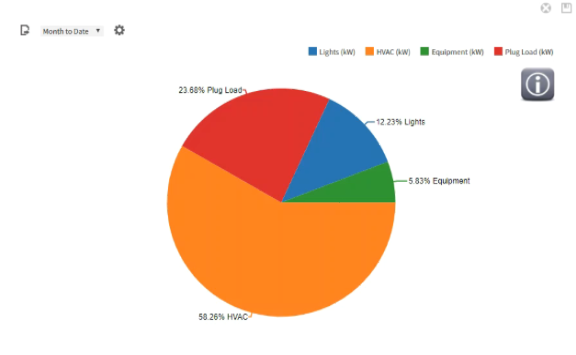 Month to Date
Lights (kW) HVAC (kW) Equipment (kW) Plug Load (kW)
23.68% Plug Load
12.23% Lights
5.83% Equipment
58.26% HVAC